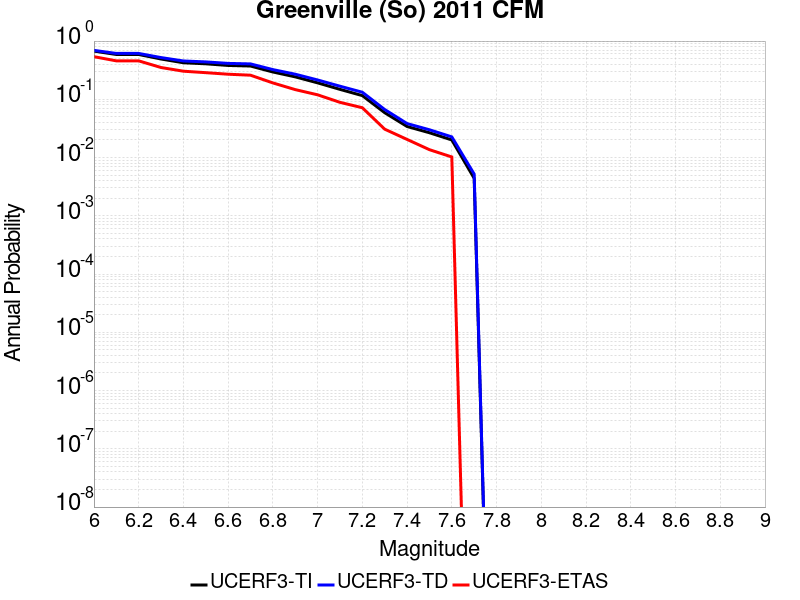 Greenville (So) 2011 CFM
10^0
10^-1
10^-2
10^-3
10^-4
10^-5
10^-6
10^-7
10^-8
Annual Probability
6 6.2 6.4 6.6 6.8 7 7.2 7.4 7.6 7.8 8 8.2 8.4 8.6 8.8 9
Magnitude
UCERF3-TI UCERF3-TD UCERF3-ETAS